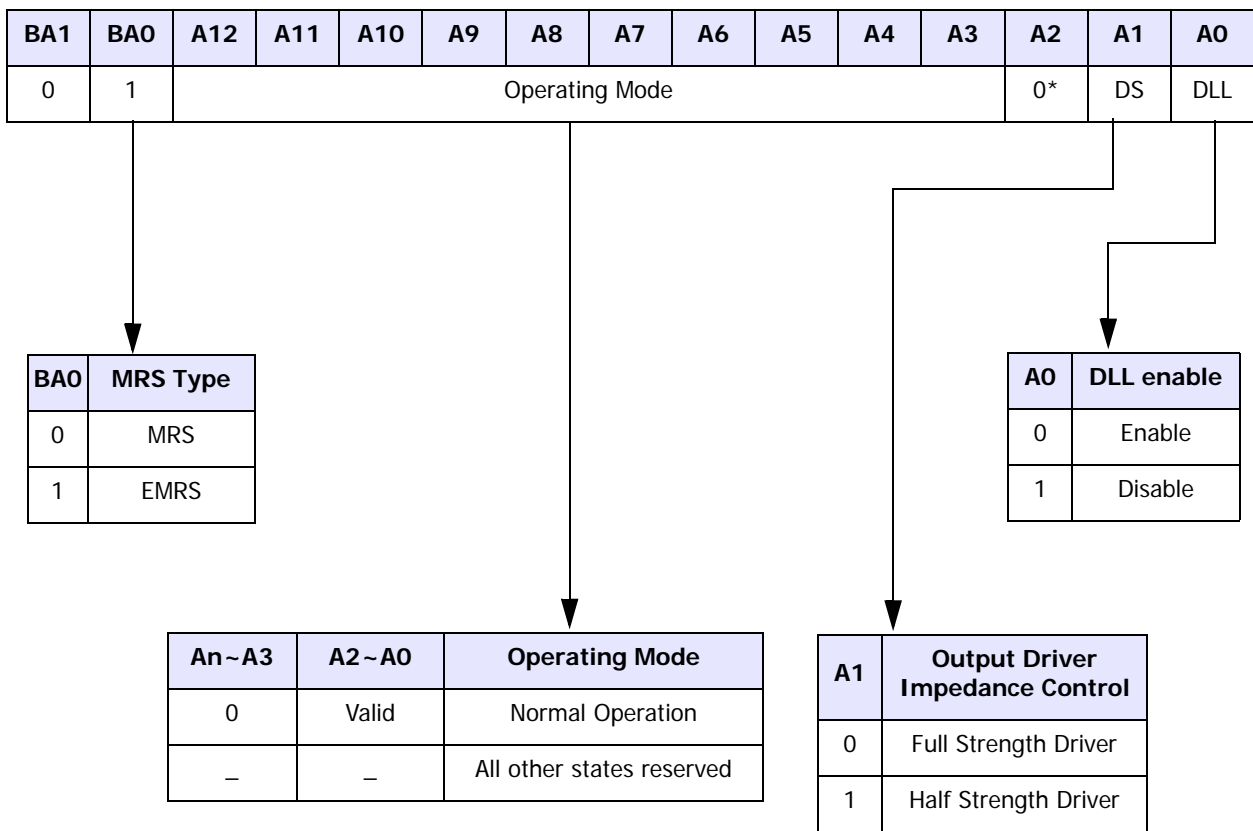 BA1 BA0 A12 A11 A10 A9 A8 A7 A6 A5 A4 A3 A2 A1 A0
0 1 Operating Mode 0* DS DLL
BA0 MRS Type
0 MRS
1 EMRS
A0 DLL enable
0 Enable
1 Disable
An~A3 A2~A0 Operating Mode
0 Valid Normal Operation
_ _ All other states reserved
A1 Output Driver
Impedance Control
0 Full Strength Driver
1 Half Strength Driver